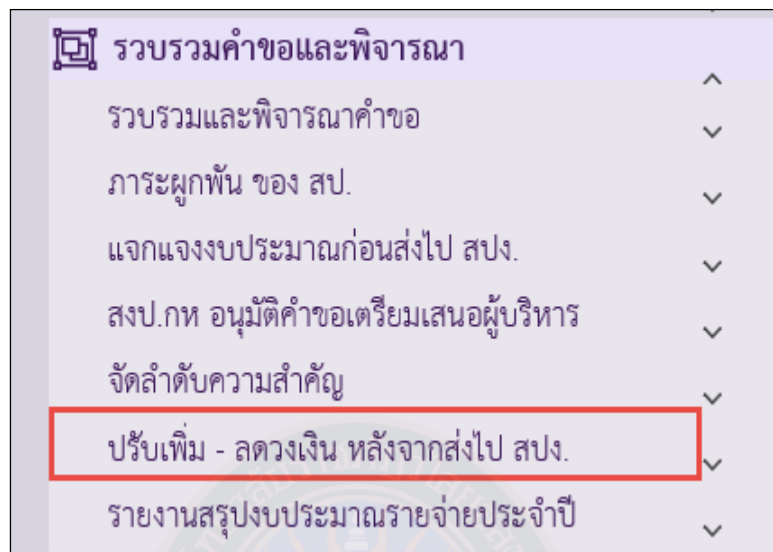 รวบรวมคำขอและพิจารณา
รวบรวมและพิจารณาคำขอ
ภาระผูกพัน ของ สป.
แจกแจงงบประมาณก่อนส่งไป สปง.
สงป.กห อนุมัติคำขอเตรียมเสนอผู้บริหาร
จัดลำดับความสำคัญ
ปรับเพิ่ม - ลดวงเงิน หลังจากส่งไป สปง.
รายงานสรุปงบประมาณรายจ่ายประจำปี